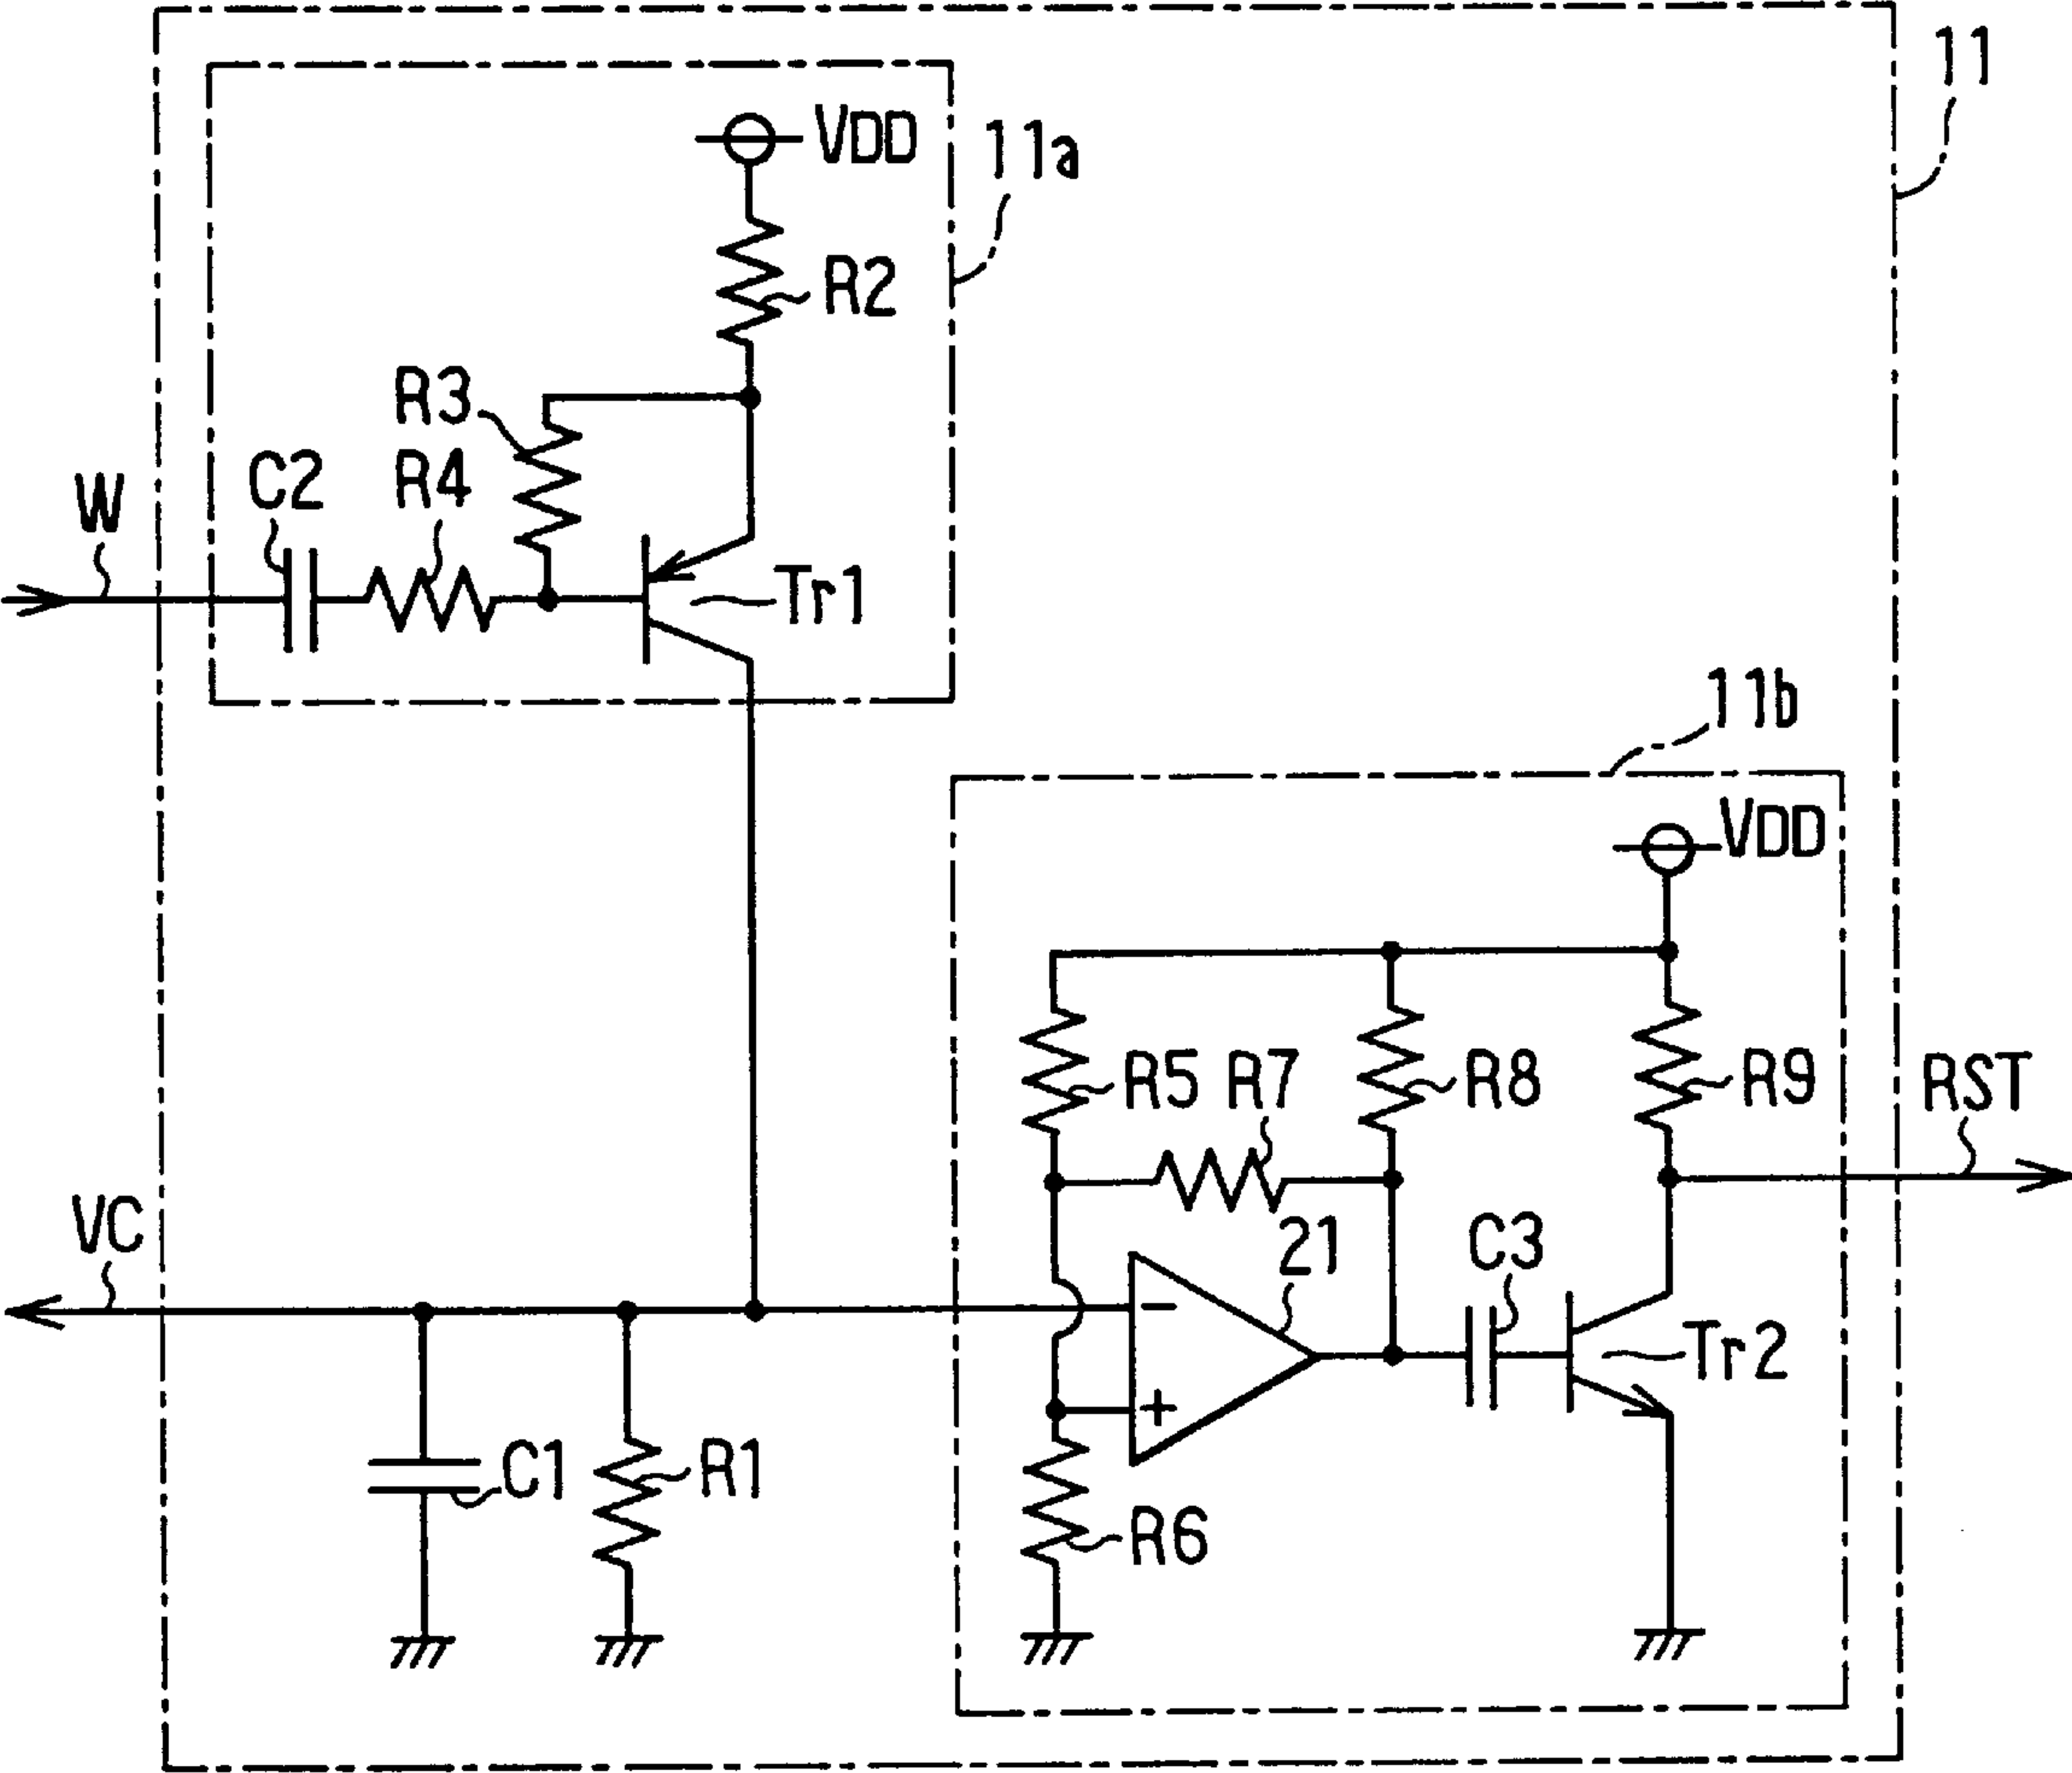 11
VDD
11a
R2
R3
C2
R4
W
Tr1
11b
VDD
R5
R7
R8
R9
RST
VC
21
C3
-
Tr2
+
C1
R1
R6